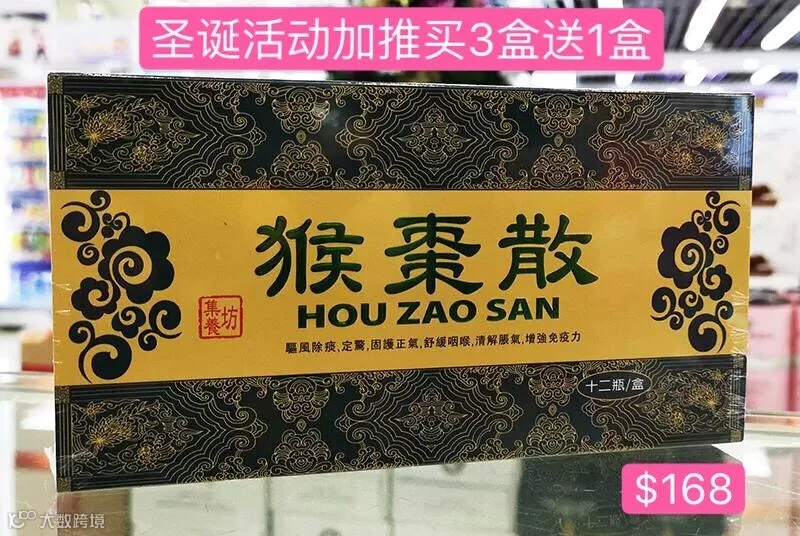 圣诞活动加推买3盒送1盒
猴棗散
HOU ZAO SAN
集養坊
驅風除痰,定驚,固護正氣,舒緩咽喉,清解脹氣,增強免疫力
十二瓶/盒
$168
大数跨境